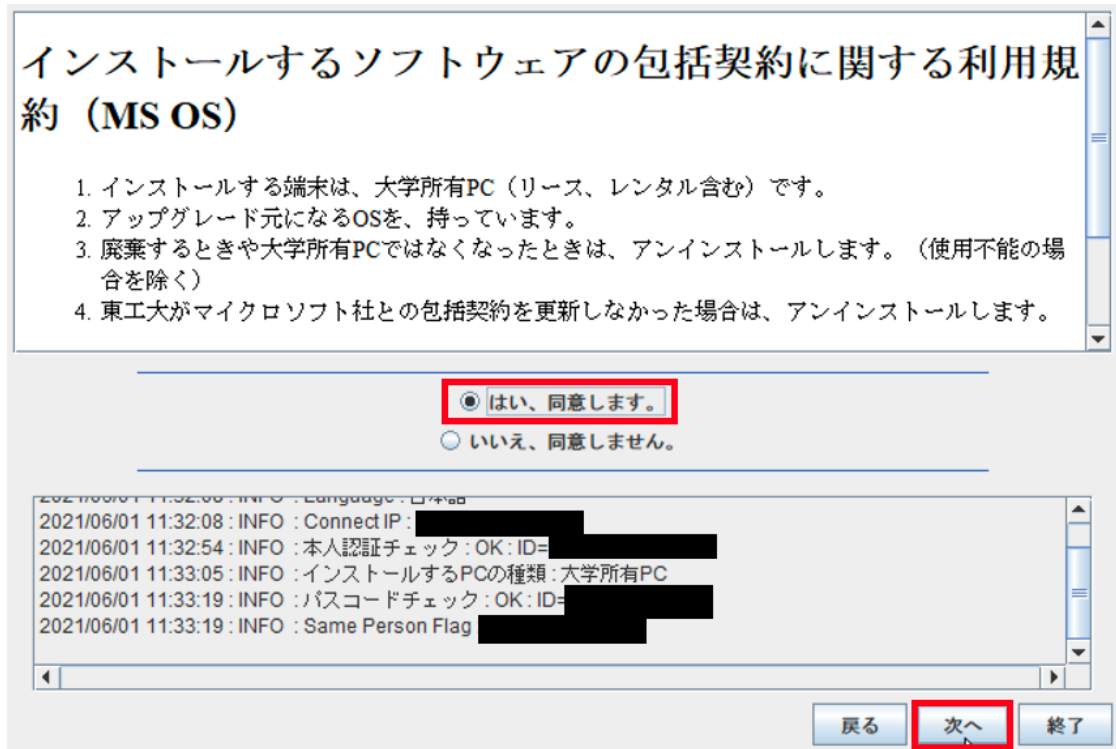 インストールするソフトウェアの包括契約に関する利用規
約（MS OS）
1. インストールする端末は、大学所有PC（リース、レンタル含む）です。
2. アップグレード元になるOSを、持っています。
3. 廃棄するときや大学所有PCではなくなったときは、アンインストールします。（使用不能の場
合を除く）
4. 東工大がマイクロソフト社との包括契約を更新しなかった場合は、アンインストールします。
はい、同意します。
いいえ、同意しません。
2021/06/01 11:32:08 : INFO : Language : 日本語
2021/06/01 11:32:08 : INFO : Connect IP :
2021/06/01 11:32:54 : INFO : 本人認証チェック : OK : ID=
2021/06/01 11:33:05 : INFO : インストールするPCの種類 : 大学所有PC
2021/06/01 11:33:19 : INFO : パスコードチェック : OK : ID=
2021/06/01 11:33:19 : INFO : Same Person Flag
戻る 次へ 終了